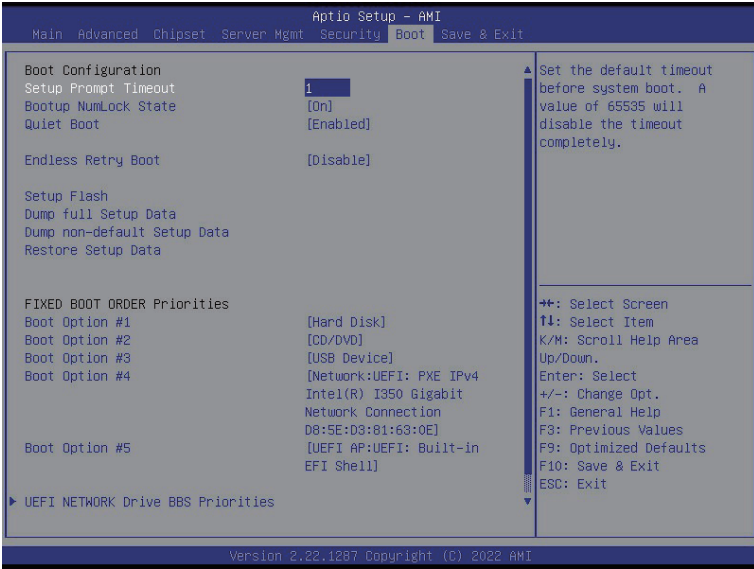 Aptio Setup – AMI
Main Advanced Chipset Server Mgmt Security Boot Save & Exit
Boot Configuration
Setup Prompt Timeout 1
Bootup NumLock State [On]
Quiet Boot [Enabled]
Endless Retry Boot [Disable]
Setup Flash
Dump full Setup Data
Dump non-default Setup Data
Restore Setup Data
FIXED BOOT ORDER Priorities
Boot Option #1 [Hard Disk]
Boot Option #2 [CD/DVD]
Boot Option #3 [USB Device]
Boot Option #4 [Network:UEFI: PXE IPv4
Intel(R) I350 Gigabit
Network Connection
D8:5E:D3:81:63:0E]
Boot Option #5 [UEFI AP:UEFI: Built-in
EFI Shell]
UEFI NETWORK Drive BBS Priorities
Set the default timeout
before system boot. A
value of 65535 will
disable the timeout
completely.
→←: Select Screen
↑↓: Select Item
K/M: Scroll Help Area
Up/Down.
Enter: Select
+/-: Change Opt.
F1: General Help
F3: Previous Values
F9: Optimized Defaults
F10: Save & Exit
ESC: Exit
Version 2.22.1287 Copyright (C) 2022 AMI